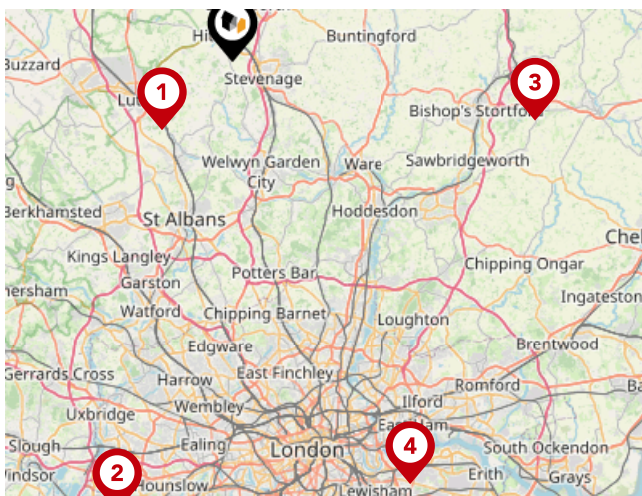 Buntingford
Buzzard
Stevenage
1
3
Bishop's Stortfo
Welwyn Garden
City
Ware
Sawbridgeworth
Berkhamsted
St Albans
Hoddesdon
Kings Langley
Potters Bar
Chipping Ongar
Garston
Watford
Chipping Barnet
Loughton
Ingateston
Edgware
Brentwood
Gerrards Cross
Harrow
East Finchley
Romford
Wembley
Ilford
Uxbridge
Ealing
London
4
South Ockendon
Slough
2
Hounslow
Lewisham
Erith
Grays